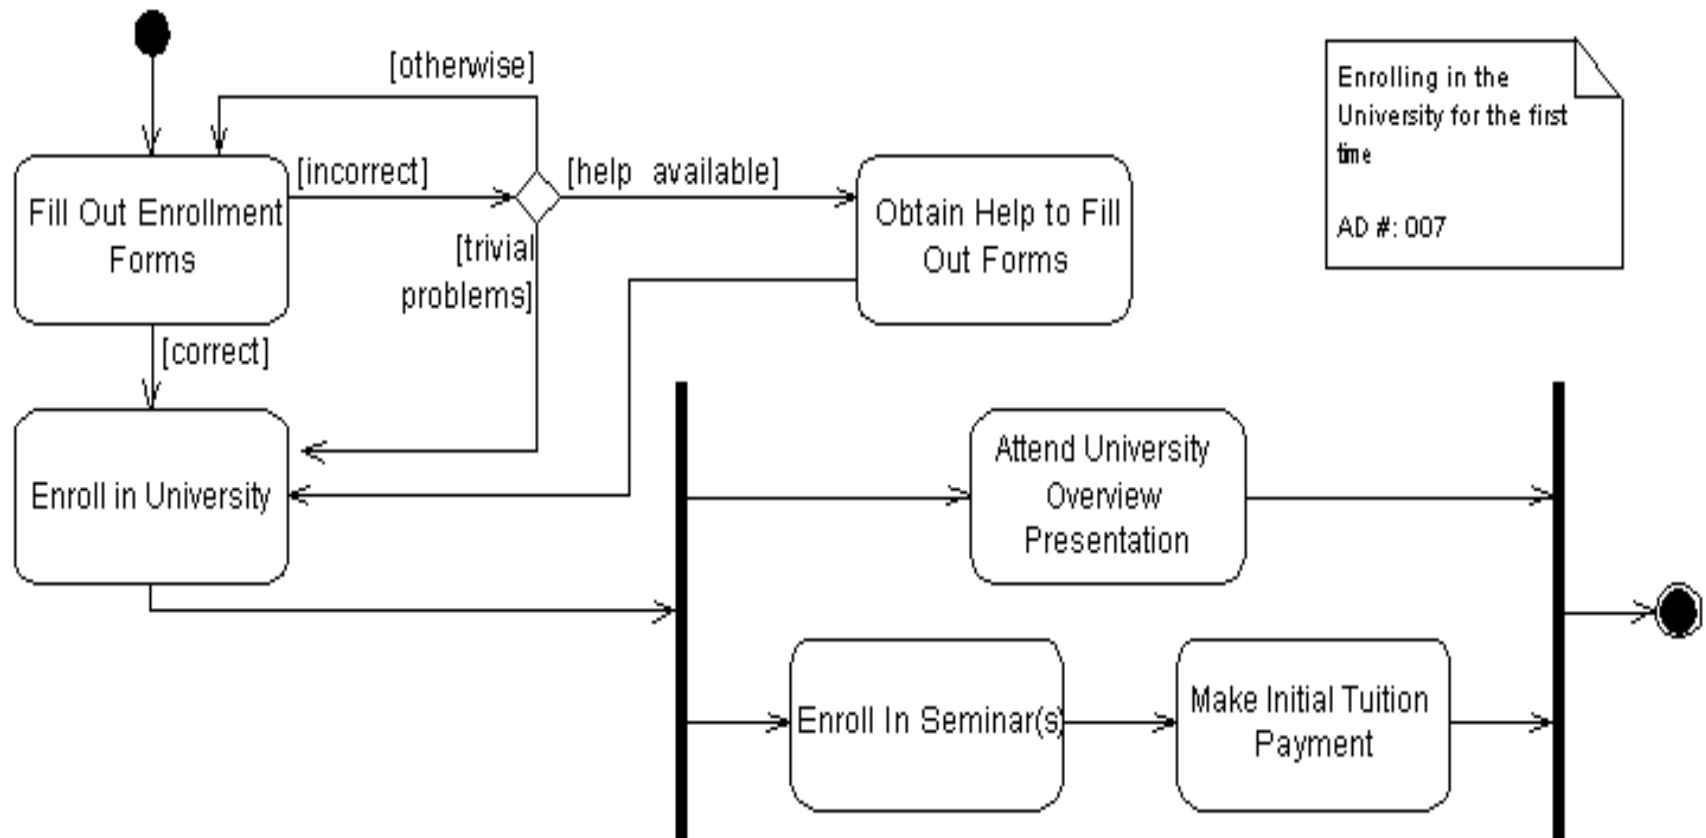 [otherwise]
[incorrect]
[help available]
Fill Out Enrollment
Forms
[trivial
problems]
Obtain Help to Fill
Out Forms
Enrolling in the
University for the first
time
AD #: 007
[correct]
Enroll in University
Attend University
Overview
Presentation
Enroll In Seminar(s)
Make Initial Tuition
Payment